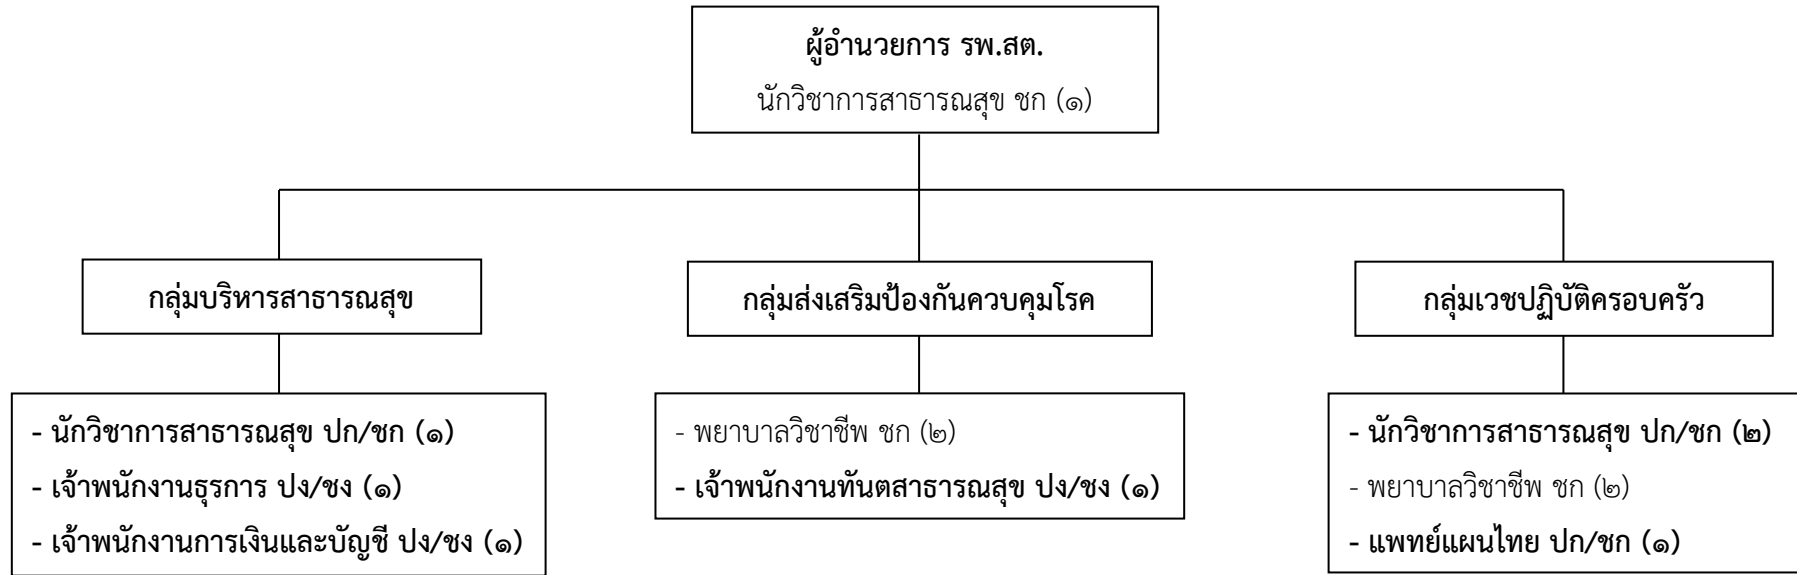 ผู้อำนวยการ รพ.สต.
นักวิชาการสาธารณสุข ชก (๑)
กลุ่มบริหารสาธารณสุข
กลุ่มส่งเสริมป้องกันควบคุมโรค
กลุ่มเวชปฏิบัติครอบครัว
- นักวิชาการสาธารณสุข ปก/ชก (๑)
- เจ้าพนักงานธุรการ ปง/ชง (๑)
- เจ้าพนักงานการเงินและบัญชี ปง/ชง (๑)
- พยาบาลวิชาชีพ ชก (๒)
- เจ้าพนักงานทันตสาธารณสุข ปง/ชง (๑)
- นักวิชาการสาธารณสุข ปก/ชก (๒)
- พยาบาลวิชาชีพ ชก (๒)
- แพทย์แผนไทย ปก/ชก (๑)